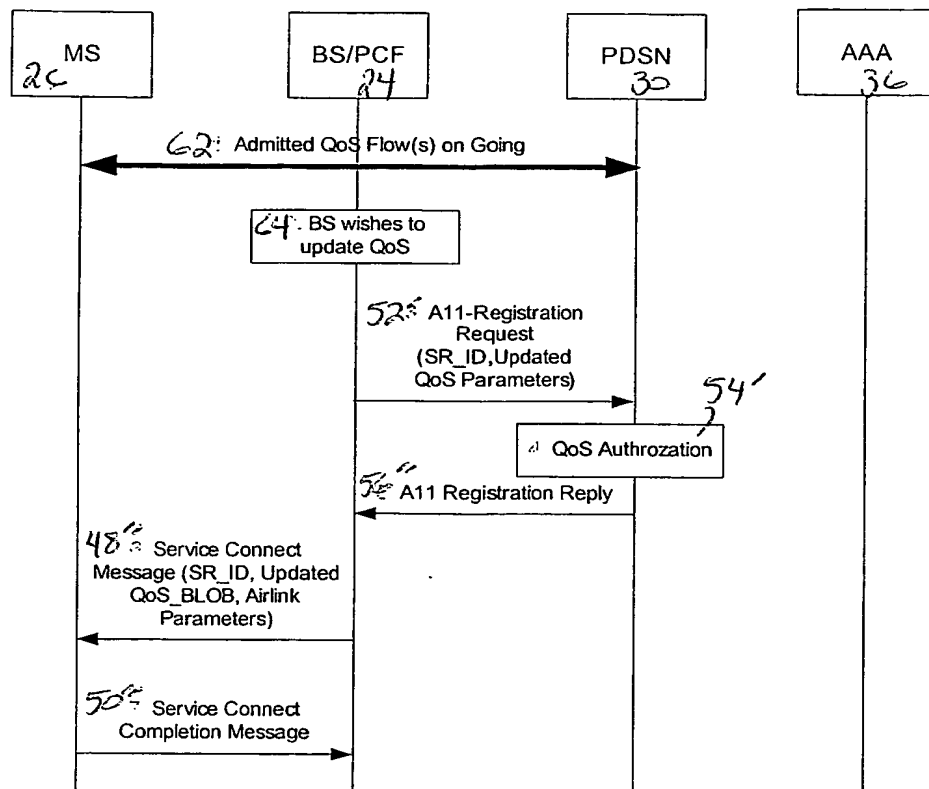 MS
26
BS/PCF
24
PDSN
30
AAA
36
62: Admitted QoS Flow(s) on Going
64: BS wishes to
update QoS
52" A11-Registration
Request
(SR_ID,Updated
QoS Parameters)
54'
QoS Authrozation
56" A11 Registration Reply
48" Service Connect
Message (SR_ID, Updated
QoS_BLOB, Airlink
Parameters)
50" Service Connect
Completion Message